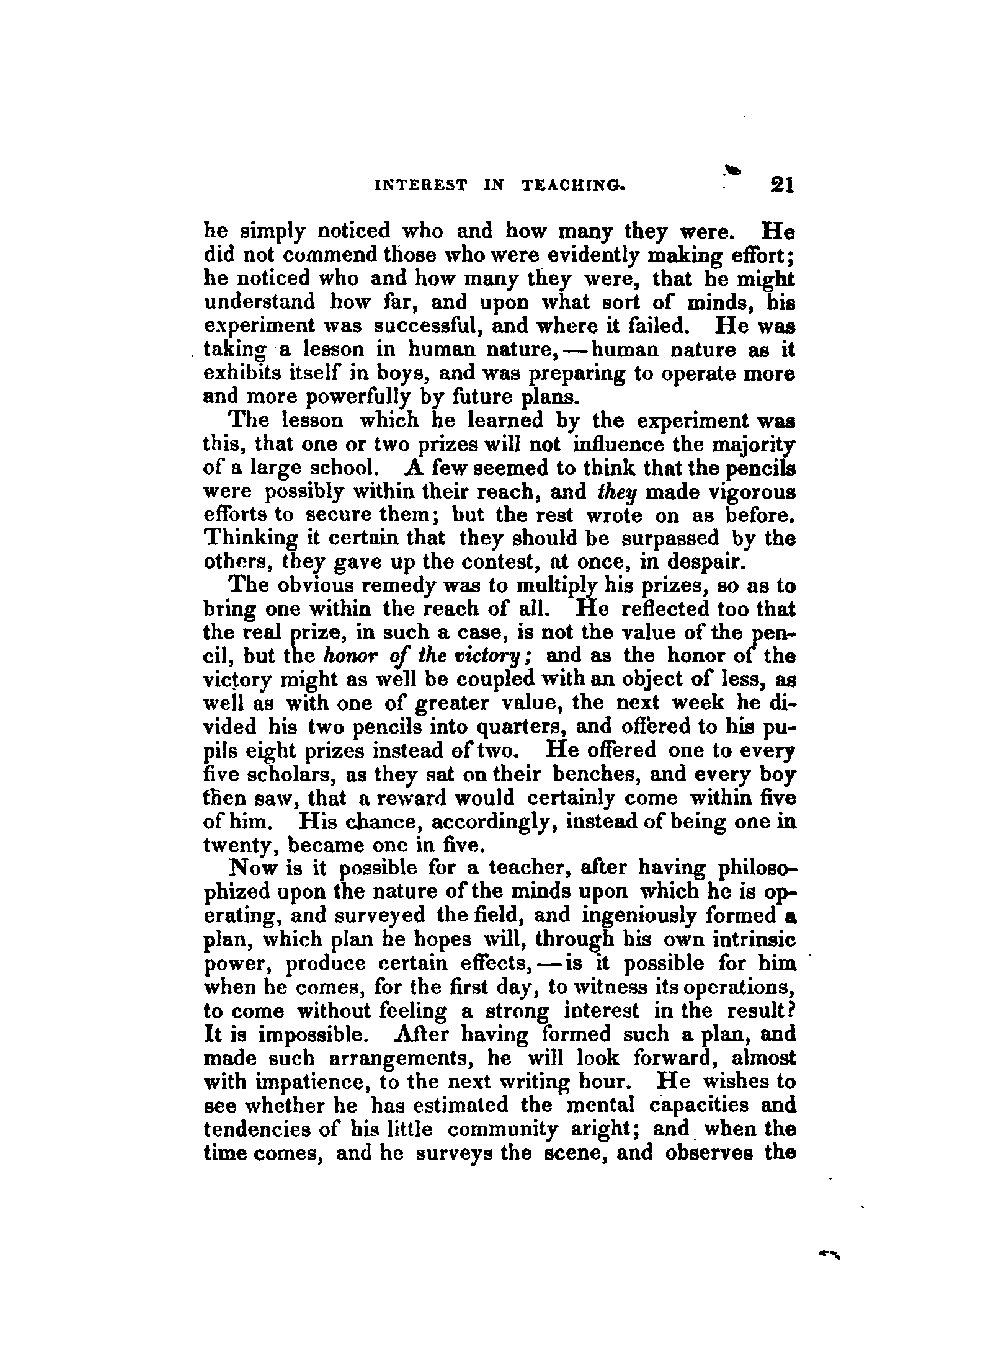 INTEREST IN TEACHING. 21
he simply noticed who and how many they were. He
did not commend those who were evidently making effort;
he noticed who and how many they were, that he might
understand how far, and upon what sort of minds, his
experiment was successful, and where it failed. He was
taking a lesson in human nature,—human nature as it
exhibits itself in boys, and was preparing to operate more
and more powerfully by future plans.
The lesson which he learned by the experiment was
this, that one or two prizes will not influence the majority
of a large school. A few seemed to think that the pencils
were possibly within their reach, and they made vigorous
efforts to secure them; but the rest wrote on as before.
Thinking it certain that they should be surpassed by the
others, they gave up the contest, at once, in despair.
The obvious remedy was to multiply his prizes, so as to
bring one within the reach of all. He reflected too that
the real prize, in such a case, is not the value of the pen-
cil, but the honor of the victory; and as the honor of the
victory might as well be coupled with an object of less, as
well as with one of greater value, the next week he di-
vided his two pencils into quarters, and offered to his pu-
pils eight prizes instead of two. He offered one to every
five scholars, as they sat on their benches, and every boy
then saw, that a reward would certainly come within five
of him. His chance, accordingly, instead of being one in
twenty, became one in five.
Now is it possible for a teacher, after having philoso-
phized upon the nature of the minds upon which he is op-
erating, and surveyed the field, and ingeniously formed a
plan, which plan he hopes will, through his own intrinsic
power, produce certain effects,—is it possible for him
when he comes, for the first day, to witness its operations,
to come without feeling a strong interest in the result?
It is impossible. After having formed such a plan, and
made such arrangements, he will look forward, almost
with impatience, to the next writing hour. He wishes to
see whether he has estimated the mental capacities and
tendencies of his little community aright; and when the
time comes, and he surveys the scene, and observes the